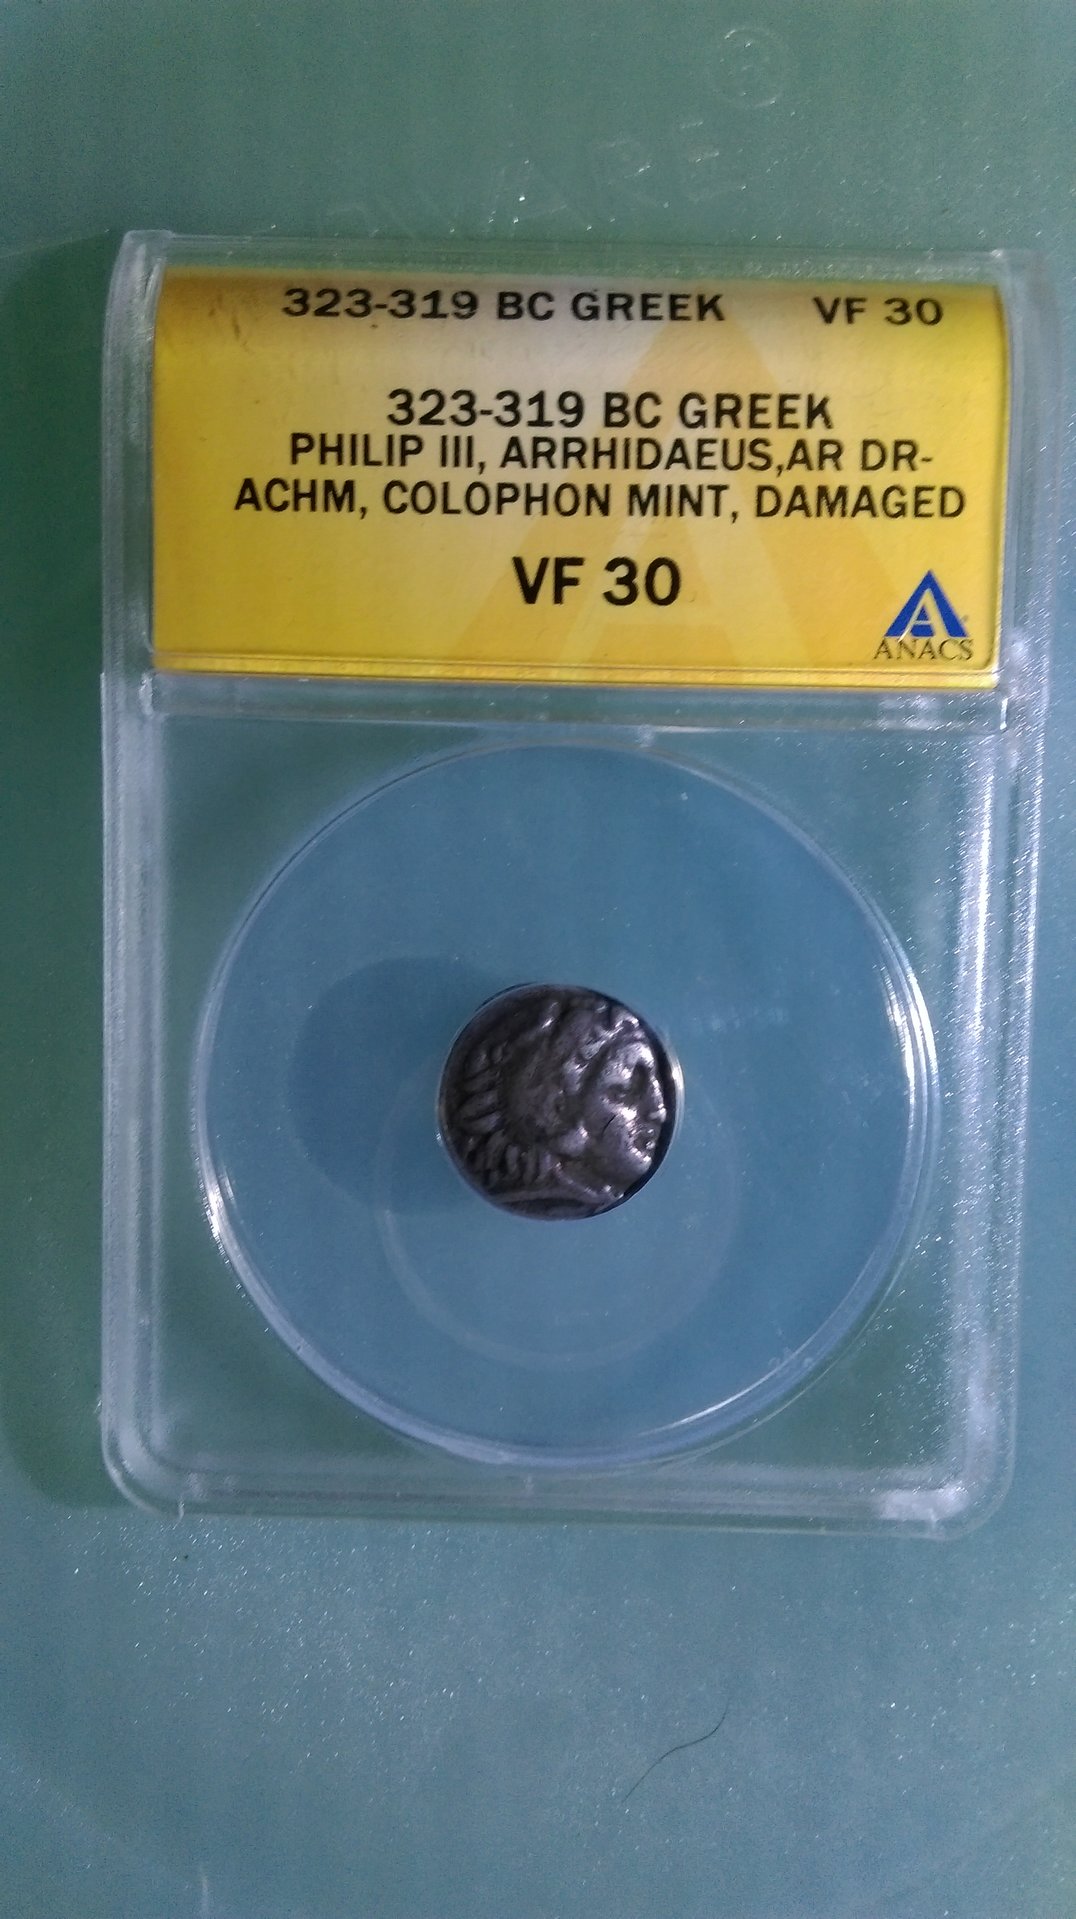 323-319 BC GREEK VF 30
323-319 BC GREEK
PHILIP III, ARRHIDAEUS,AR DR-
ACHM, COLOPHON MINT, DAMAGED
VF 30
ANACS